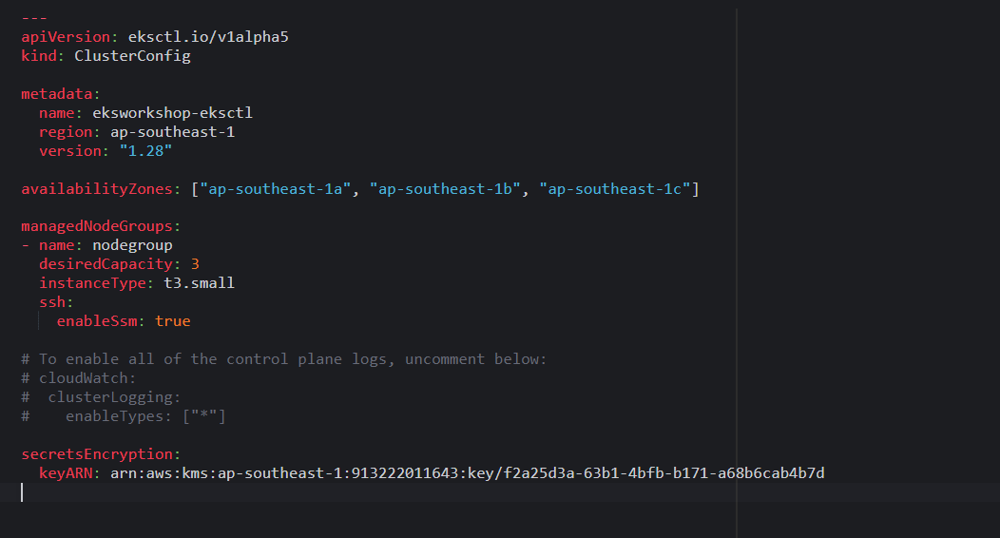 ---
apiVersion: eksctl.io/v1alpha5
kind: ClusterConfig

metadata:
  name: eksworkshop-eksctl
  region: ap-southeast-1
  version: "1.28"

availabilityZones: ["ap-southeast-1a", "ap-southeast-1b", "ap-southeast-1c"]

managedNodeGroups:
- name: nodegroup
  desiredCapacity: 3
  instanceType: t3.small
  ssh:
    enableSsm: true

# To enable all of the control plane logs, uncomment below:
# cloudWatch:
#  clusterLogging:
#    enableTypes: ["*"]

secretsEncryption:
  keyARN: arn:aws:kms:ap-southeast-1:913222011643:key/f2a25d3a-63b1-4bfb-b171-a68b6cab4b7d